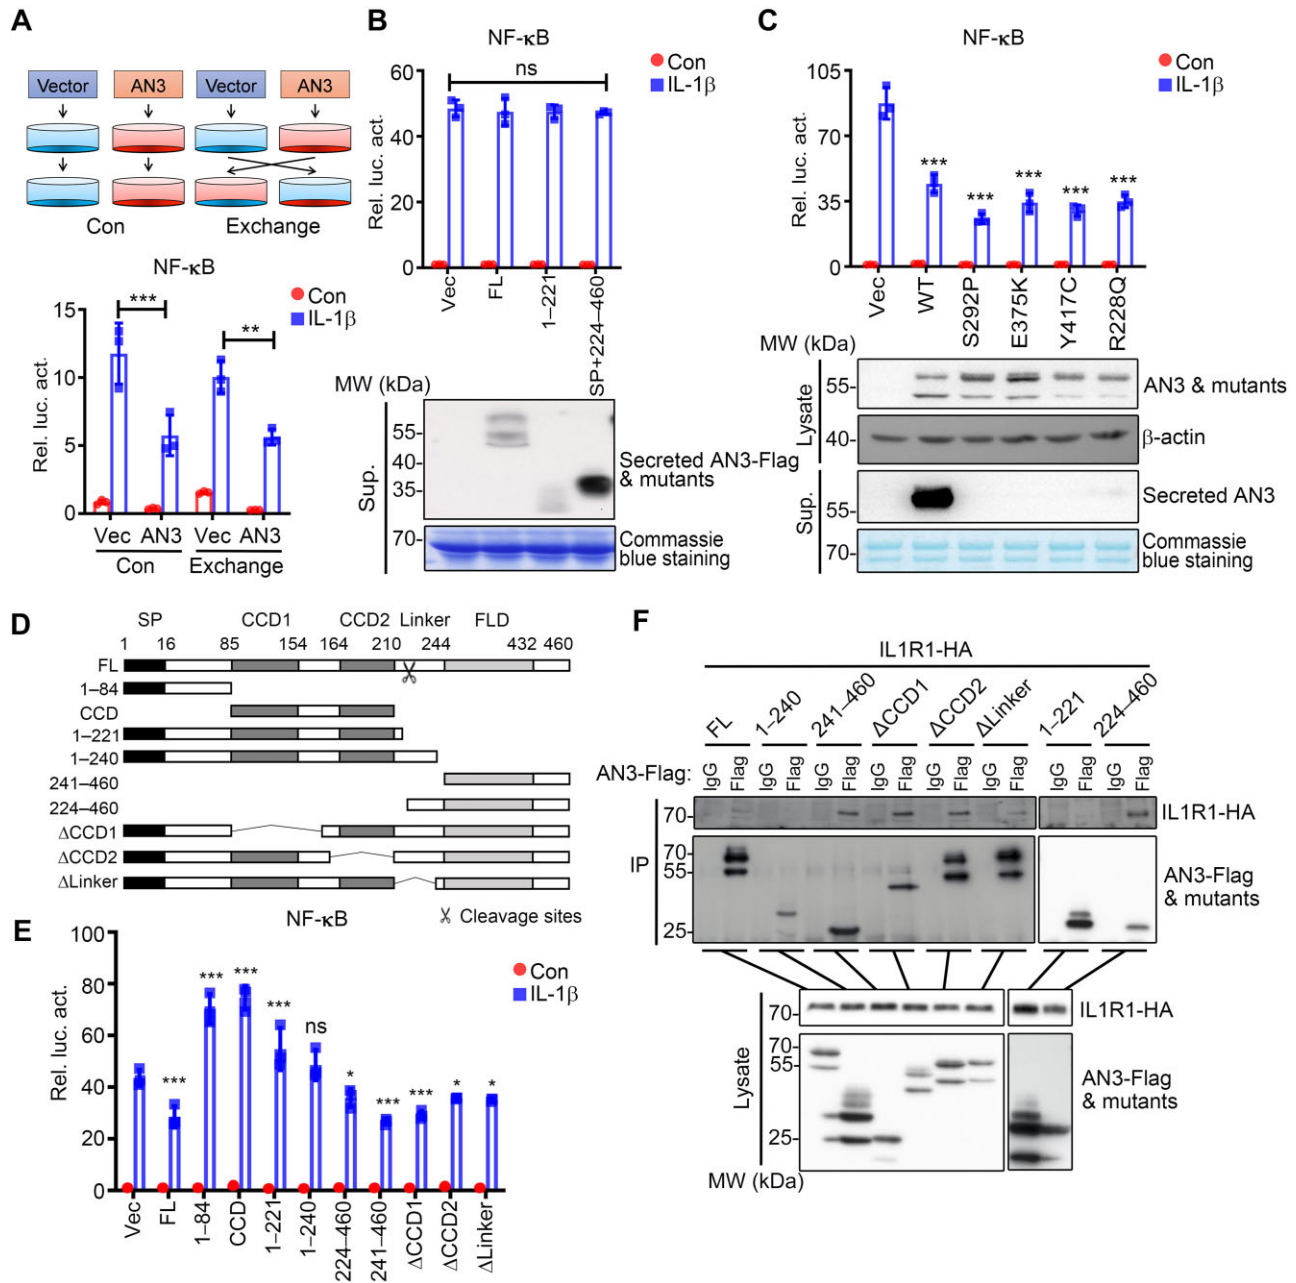 A
Vector AN3 Vector AN3
Con Exchange
NF-κB
Con
IL-1β
Rel. luc. act.
15
10
5
0
*** **
Vec AN3 Vec AN3
Con Exchange
B
NF-κB
Con
IL-1β
ns
Rel. luc. act.
60
40
20
0
Vec FL 1–221 SP+224–460
MW (kDa)
Sup.
55-
40-
35-
Secreted AN3-Flag
& mutants
70-
Commassie
blue staining
C
NF-κB
Con
IL-1β
Rel. luc. act.
105
70
35
0
*** *** *** *** ***
Vec WT S292P E375K Y417C R228Q
MW (kDa)
Lysate
55-
AN3 & mutants
40-
β-actin
Sup.
55-
Secreted AN3
70-
Commassie
blue staining
D
SP CCD1 CCD2 Linker FLD
1 16 85 154 164 210 244 432 460
FL
1–84
CCD
1–221
1–240
241–460
224–460
ΔCCD1
ΔCCD2
ΔLinker
Cleavage sites
E
NF-κB
Con
IL-1β
Rel. luc. act.
100
80
60
40
20
0
*** *** *** *** ns * *** *** * *
Vec FL 1–84 CCD 1–221 1–240 224–460 241–460 ΔCCD1 ΔCCD2 ΔLinker
F
IL1R1-HA
FL 1–240 241–460 ΔCCD1 ΔCCD2 ΔLinker 1–221 224–460
AN3-Flag: IgG Flag IgG Flag IgG Flag IgG Flag IgG Flag IgG Flag IgG Flag IgG Flag
IP
70-
IL1R1-HA
70-
55-
25-
AN3-Flag
& mutants
Lysate
70-
IL1R1-HA
70-
55-
25-
AN3-Flag
& mutants
MW (kDa)